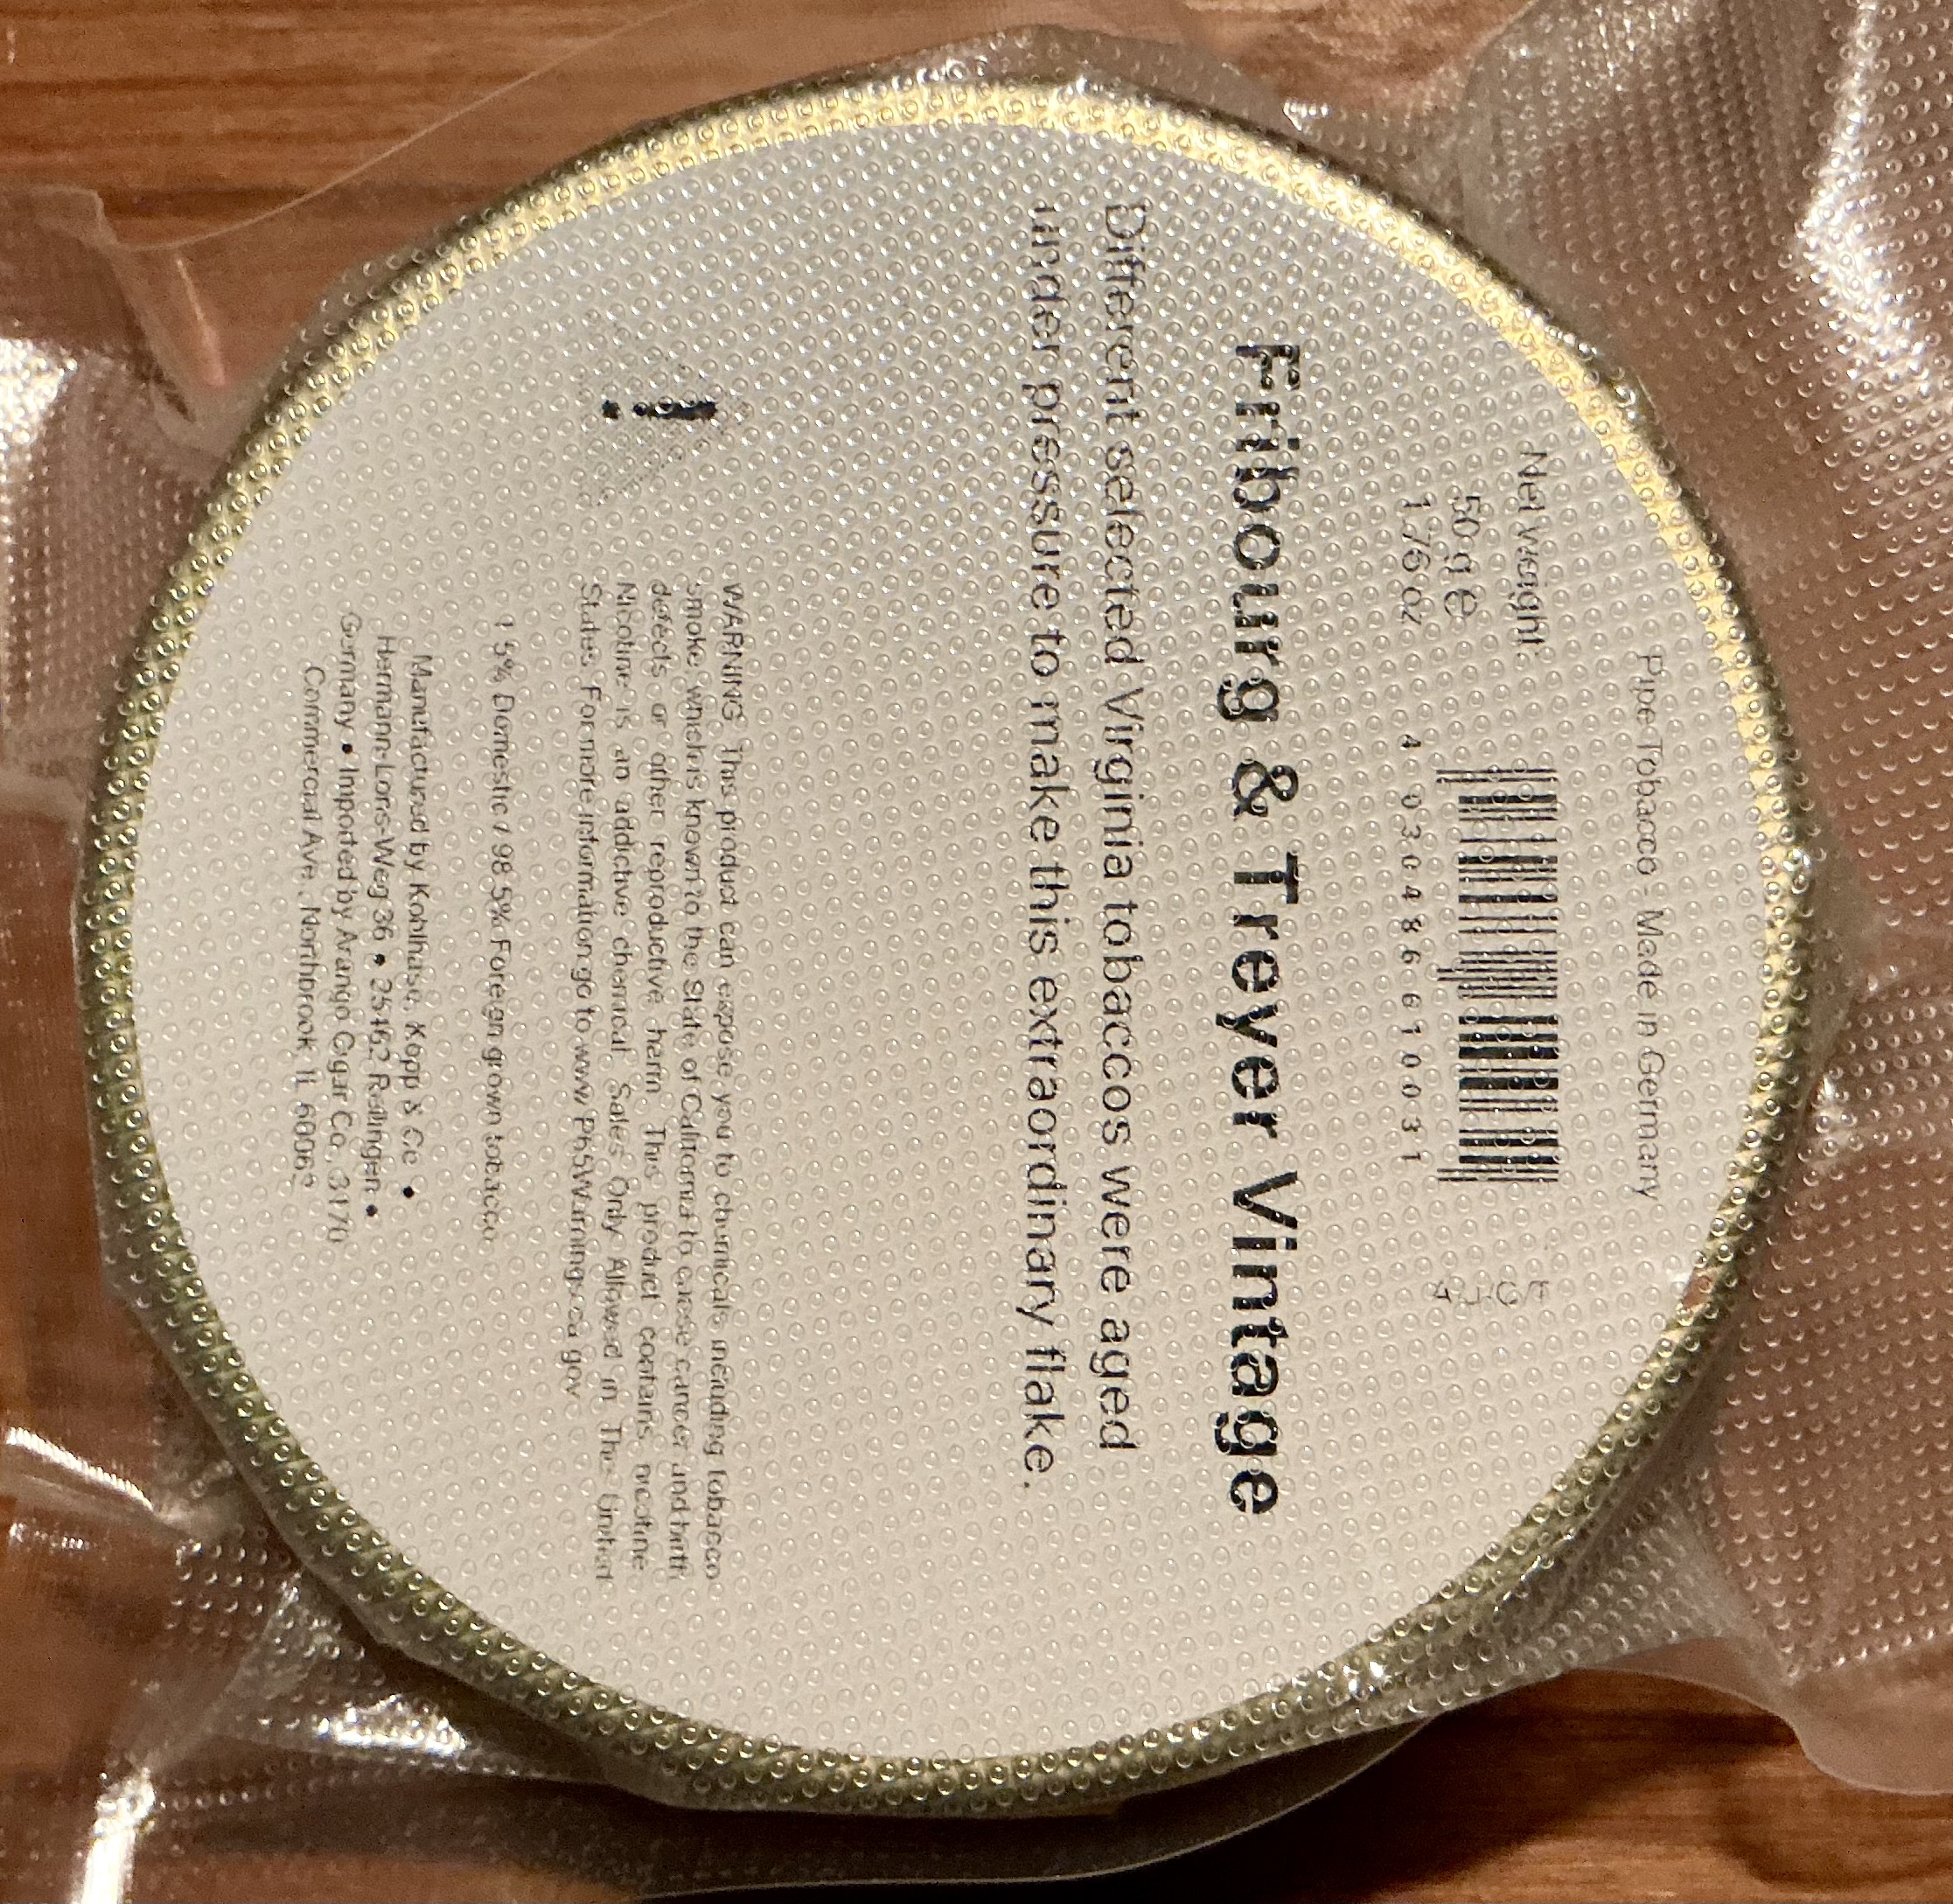 Pipe Tobacco - Made in Germany
Net Weight:
50 g e
1.76 oz
4 030486 610031
Fribourg & Treyer Vintage
Different selected Virginia tobaccos were aged
under pressure to make this extraordinary flake.
!
WARNING: This product can expose you to chemicals including tobacco
smoke, which is known to the State of California to cause cancer and birth
defects or other reproductive harm. This product contains nicotine.
Nicotine is an addictive chemical. Sales Only Allowed in The United
States. For more information go to www.P65Warnings.ca.gov
1.5% Domestic / 98.5% Foreign grown tobacco
Manufactured by Kohlhase, Kopp & Co •
Hermann-Löns-Weg 36 • 25462 Rellingen •
Germany • Imported by Arango Cigar Co., 3170
Commercial Ave., Northbrook, IL 60062